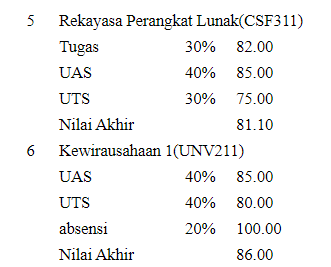 5 Rekayasa Perangkat Lunak(CSF311)
Tugas 30% 82.00
UAS 40% 85.00
UTS 30% 75.00
Nilai Akhir 81.10
6 Kewirausahaan 1(UNV211)
UAS 40% 85.00
UTS 40% 80.00
absensi 20% 100.00
Nilai Akhir 86.00